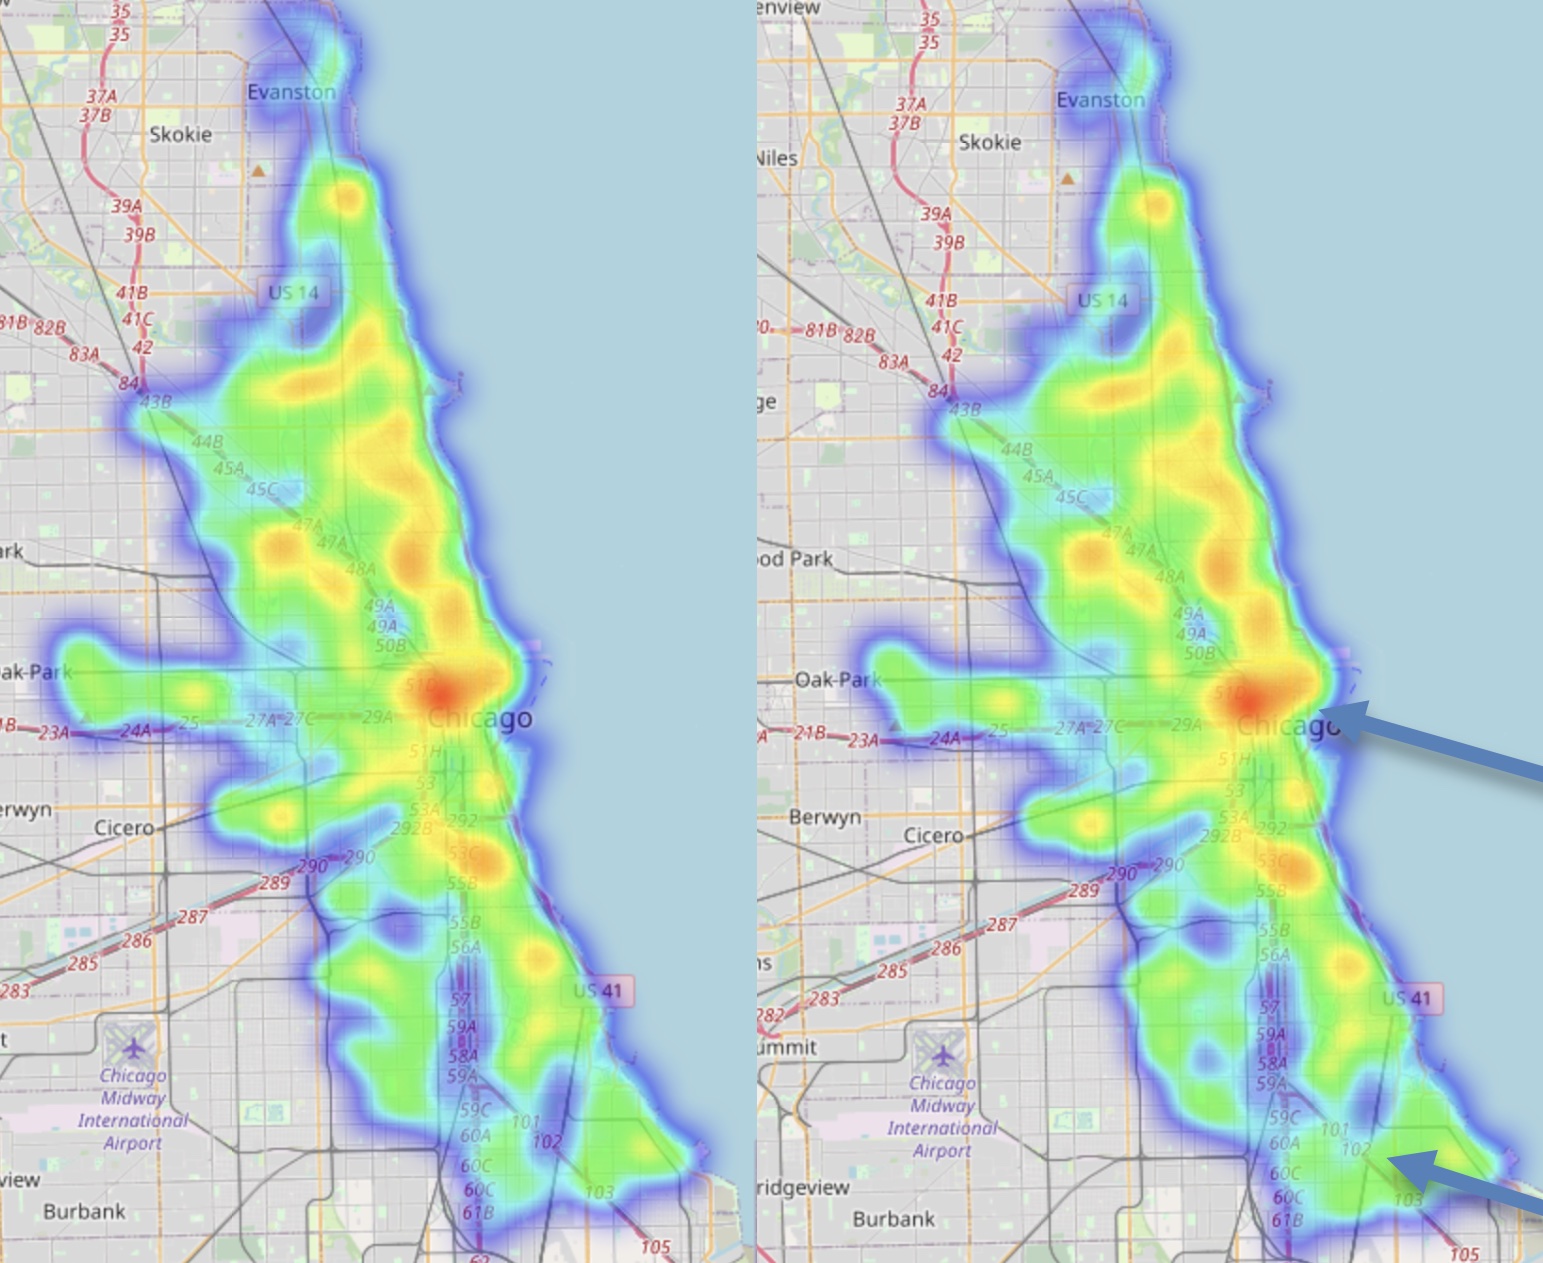 35
35
37A
37B
Evanston
Skokie
39A
39B
41B
41C
42
US 14
81B
82B
83A
84
43B
44B
45A
45C
47A
47A
48A
49A
49A
50B
ark
Oak Park
51D
Chicago
1B
23A
24A
25
27A
27C
29A
51H
53
53A
292
292B
53C
erwyn
Cicero
290
290
289
55B
287
286
285
283
55B
56A
57
59A
58A
59A
59C
60A
60C
60C
61B
US 41
Chicago
Midway
International
Airport
101
102
103
view
Burbank
105
62
enview
35
35
37A
37B
Evanston
Niles
Skokie
39A
39B
41B
41C
42
US 14
81B
82B
83A
84
43B
ge
44B
45A
45C
47A
47A
48A
49A
49A
50B
od Park
Oak Park
51D
Chicago
21B
23A
24A
25
27A
27C
29A
51H
53
53A
292
292B
53C
Berwyn
Cicero
290
290
289
55B
287
286
285
283
282
ns
ummit
55B
56A
57
59A
58A
59A
59C
60A
60C
60C
61B
US 41
Chicago
Midway
International
Airport
101
102
103
ridgeview
Burbank
105